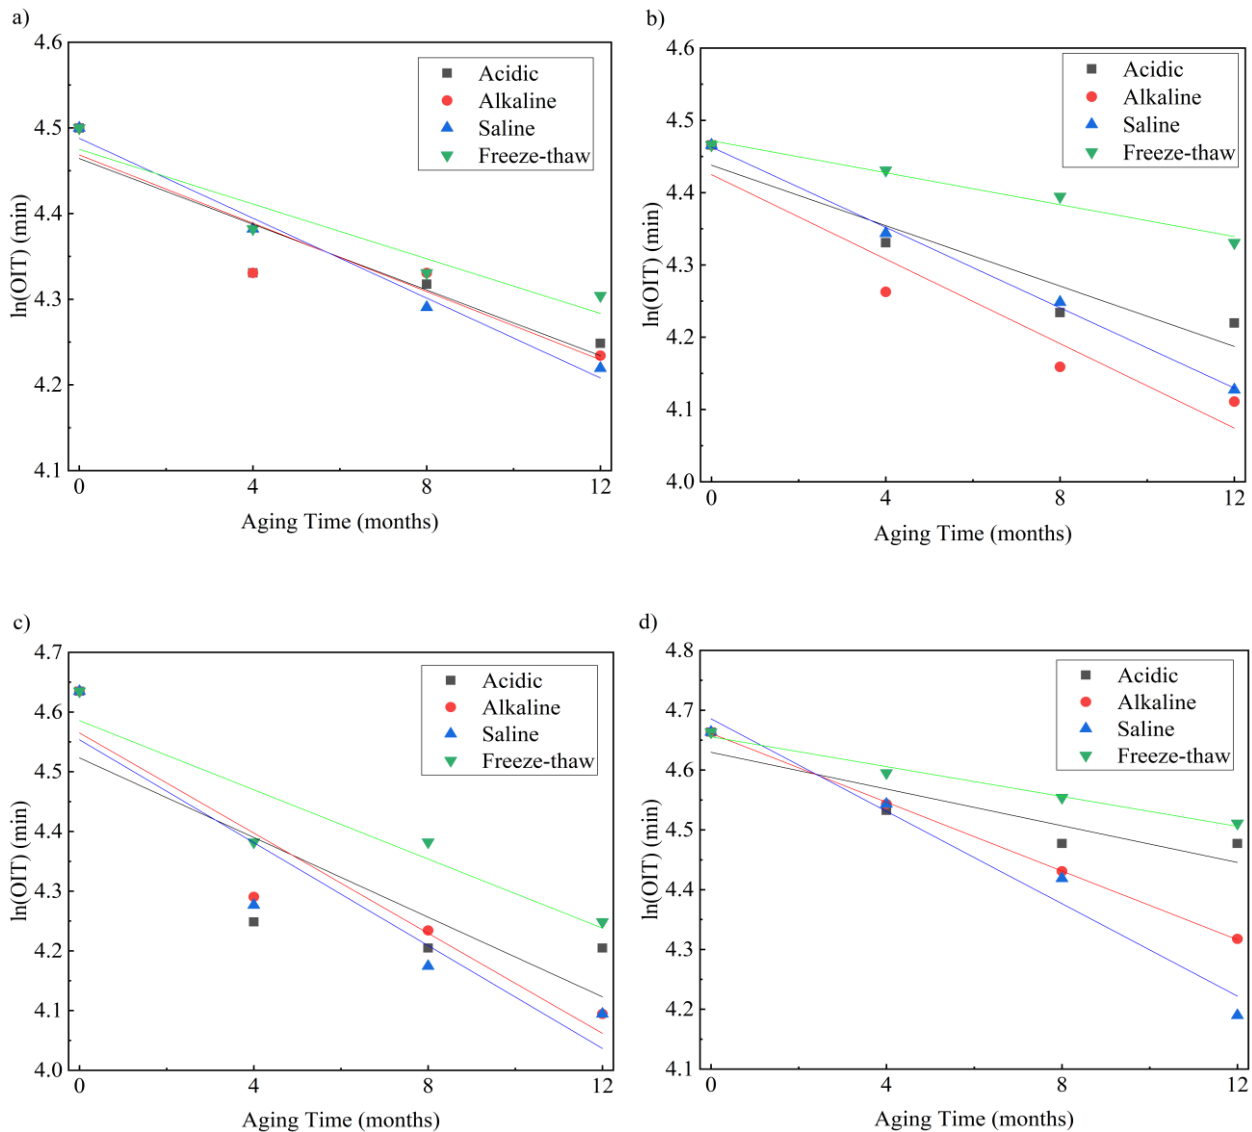 a)
4.6
4.5
4.4
4.3
4.2
4.1
ln(OIT) (min)
Acidic
Alkaline
Saline
Freeze-thaw
0
4
8
12
Aging Time (months)
b)
4.6
4.5
4.4
4.3
4.2
4.1
4.0
ln(OIT) (min)
Acidic
Alkaline
Saline
Freeze-thaw
0
4
8
12
Aging Time (months)
c)
4.7
4.6
4.5
4.4
4.3
4.2
4.1
4.0
ln(OIT) (min)
Acidic
Alkaline
Saline
Freeze-thaw
0
4
8
12
Aging Time (months)
d)
4.8
4.7
4.6
4.5
4.4
4.3
4.2
4.1
ln(OIT) (min)
Acidic
Alkaline
Saline
Freeze-thaw
0
4
8
12
Aging Time (months)